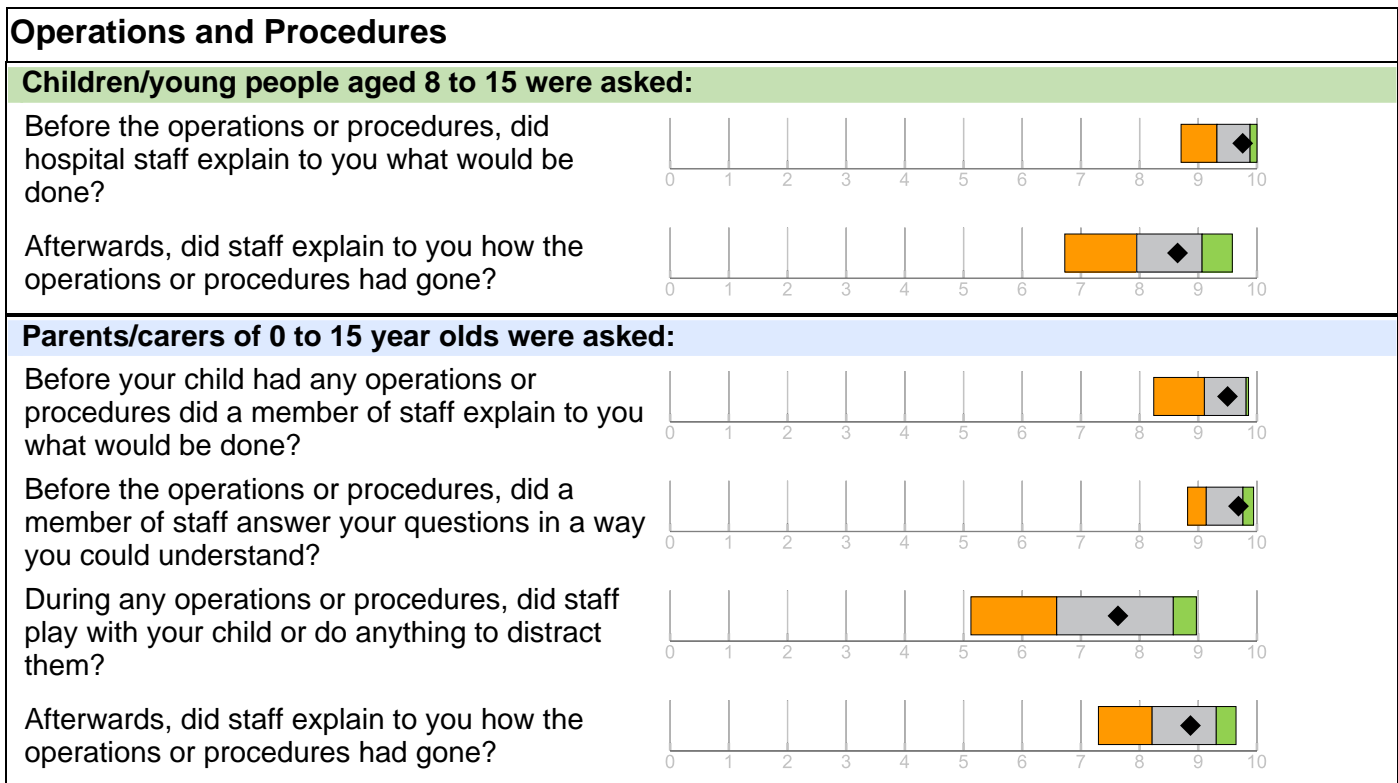 Operations and Procedures
Children/young people aged 8 to 15 were asked:
Before the operations or procedures, did
hospital staff explain to you what would be
done?
0 1 2 3 4 5 6 7 8 9 10
Afterwards, did staff explain to you how the
operations or procedures had gone?
0 1 2 3 4 5 6 7 8 9 10
Parents/carers of 0 to 15 year olds were asked:
Before your child had any operations or
procedures did a member of staff explain to you
what would be done?
0 1 2 3 4 5 6 7 8 9 10
Before the operations or procedures, did a
member of staff answer your questions in a way
you could understand?
0 1 2 3 4 5 6 7 8 9 10
During any operations or procedures, did staff
play with your child or do anything to distract
them?
0 1 2 3 4 5 6 7 8 9 10
Afterwards, did staff explain to you how the
operations or procedures had gone?
0 1 2 3 4 5 6 7 8 9 10